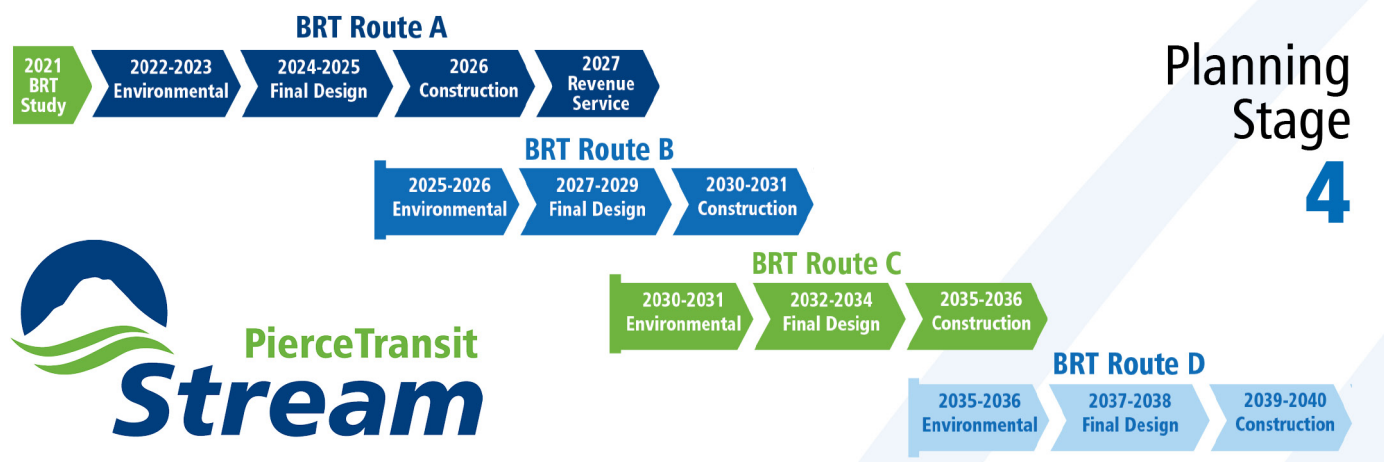 BRT Route A
2021
BRT
Study
2022-2023
Environmental
2024-2025
Final Design
2026
Construction
2027
Revenue
Service
Planning
Stage
4
BRT Route B
2025-2026
Environmental
2027-2029
Final Design
2030-2031
Construction
BRT Route C
2030-2031
Environmental
2032-2034
Final Design
2035-2036
Construction
PierceTransit
Stream
BRT Route D
2035-2036
Environmental
2037-2038
Final Design
2039-2040
Construction